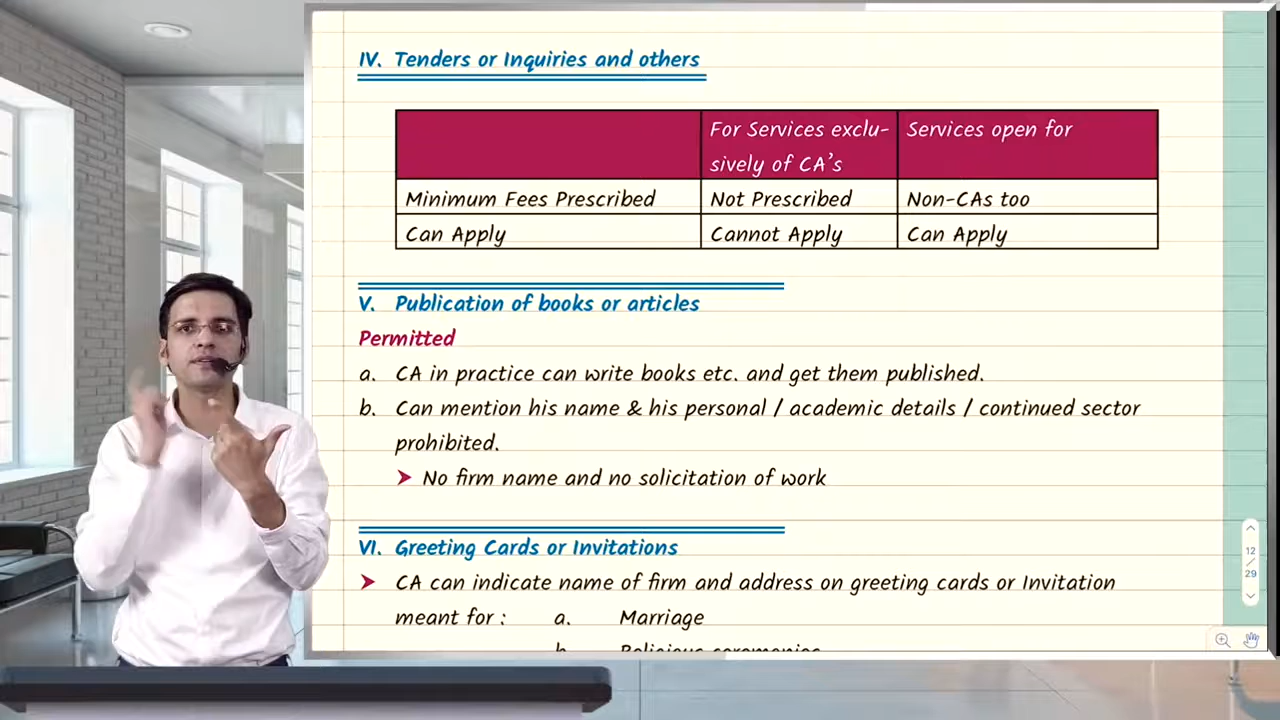 IV. Tenders or Inquiries and others
For Services exclu-
sively of CA's
Services open for
Minimum Fees Prescribed
Not Prescribed
Non-CAs too
Can Apply
Cannot Apply
Can Apply
V. Publication of books or articles
Permitted
a. CA in practice can write books etc. and get them published.
b. Can mention his name & his personal / academic details / continued sector
prohibited.
➤ No firm name and no solicitation of work
VI. Greeting Cards or Invitations
➤ CA can indicate name of firm and address on greeting cards or Invitation
meant for : a. Marriage
b. Religious ceremonies
12
/
29